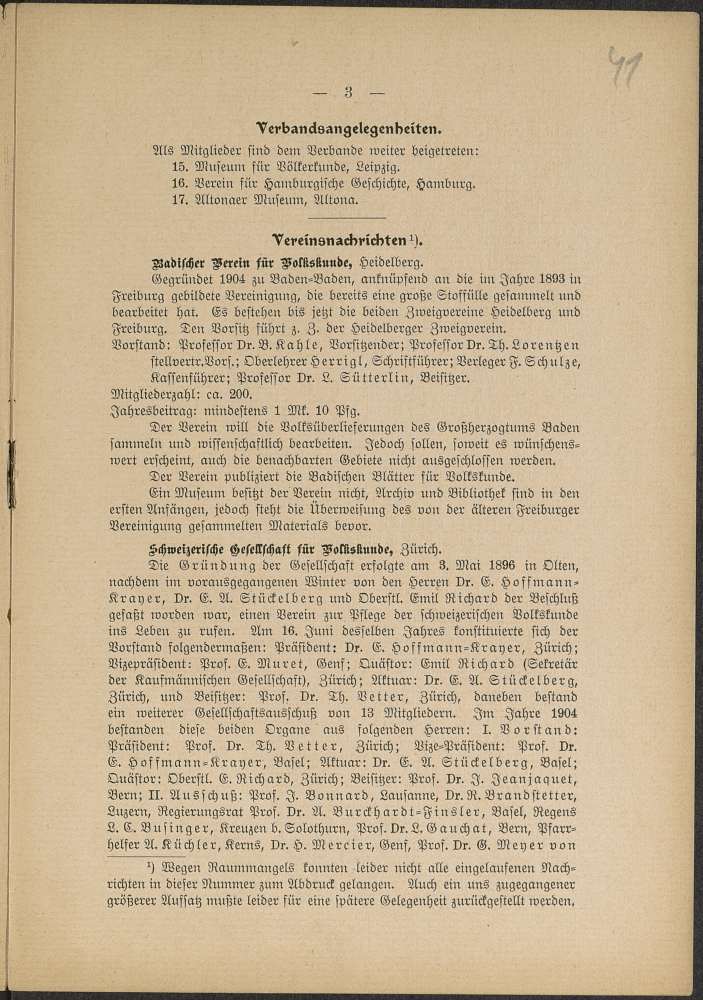 41
— 3 —
Verbandsangelegenheiten.
Als Mitglieder sind dem Verbande weiter beigetreten:
15. Museum für Völkerkunde, Leipzig.
16. Verein für Hamburgische Geschichte, Hamburg.
17. Altonaer Museum, Altona.
Vereinsnachrichten ¹).
Badischer Verein für Volkskunde, Heidelberg.
Gegründet 1904 zu Baden-Baden, anknüpfend an die im Jahre 1893 in
Freiburg gebildete Vereinigung, die bereits eine große Stoffülle gesammelt und
bearbeitet hat. Es bestehen bis jetzt die beiden Zweigvereine Heidelberg und
Freiburg. Den Vorsitz führt z. Z. der Heidelberger Zweigverein.
Vorstand: Professor Dr. B. Kahle, Vorsitzender; Professor Dr. Th. Lorentzen
stellvertr. Vors.; Oberlehrer Herrigl, Schriftführer; Verleger F. Schulze,
Kassenführer; Professor Dr. L. Sütterlin, Beisitzer.
Mitgliederzahl: ca. 200.
Jahresbeitrag: mindestens 1 Mk. 10 Pfg.
Der Verein will die Volksüberlieferungen des Großherzogtums Baden
sammeln und wissenschaftlich bearbeiten. Jedoch sollen, soweit es wünschens-
wert erscheint, auch die benachbarten Gebiete nicht ausgeschlossen werden.
Der Verein publiziert die Badischen Blätter für Volkskunde.
Ein Museum besitzt der Verein nicht, Archiv und Bibliothek sind in den
ersten Anfängen, jedoch steht die Überweisung des von der älteren Freiburger
Vereinigung gesammelten Materials bevor.
Schweizerische Gesellschaft für Volkskunde, Zürich.
Die Gründung der Gesellschaft erfolgte am 3. Mai 1896 in Olten,
nachdem im vorausgegangenen Winter von den Herren Dr. E. Hoffmann-
Krayer, Dr. E. A. Stückelberg und Oberstl. Emil Richard der Beschluß
gefaßt worden war, einen Verein zur Pflege der schweizerischen Volkskunde
ins Leben zu rufen. Am 16. Juni desselben Jahres konstituierte sich der
Vorstand folgendermaßen: Präsident: Dr. E. Hoffmann-Krayer, Zürich;
Vizepräsident: Prof. E. Muret, Genf; Quästor: Emil Richard (Sekretär
der Kaufmännischen Gesellschaft), Zürich; Aktuar: Dr. E. A. Stückelberg,
Zürich, und Beisitzer: Prof. Dr. Th. Vetter, Zürich, daneben bestand
ein weiterer Gesellschaftsausschuß von 13 Mitgliedern. Im Jahre 1904
bestanden diese beiden Organe aus folgenden Herren: I. Vorstand:
Präsident: Prof. Dr. Th. Vetter, Zürich; Vize-Präsident: Prof. Dr.
E. Hoffmann-Krayer, Basel; Aktuar: Dr. E. A. Stückelberg, Basel;
Quästor: Oberstl. E. Richard, Zürich; Beisitzer: Prof. Dr. J. Jeanjaquet,
Bern; II. Ausschuß: Prof. J. Bonnard, Lausanne, Dr. R. Brandstetter,
Luzern, Regierungsrat Prof. Dr. A. Burckhardt-Finsler, Basel, Regens
L. C. Businger, Kreuzen b. Solothurn, Prof. Dr. L. Gauchat, Bern, Pfarr-
helfer A. Küchler, Kerns, Dr. H. Mercier, Genf, Prof. Dr. G. Meyer von
¹) Wegen Raummangels konnten leider nicht alle eingelaufenen Nach-
richten in dieser Nummer zum Abdruck gelangen. Auch ein uns zugegangener
größerer Aufsatz mußte leider für eine spätere Gelegenheit zurückgestellt werden.